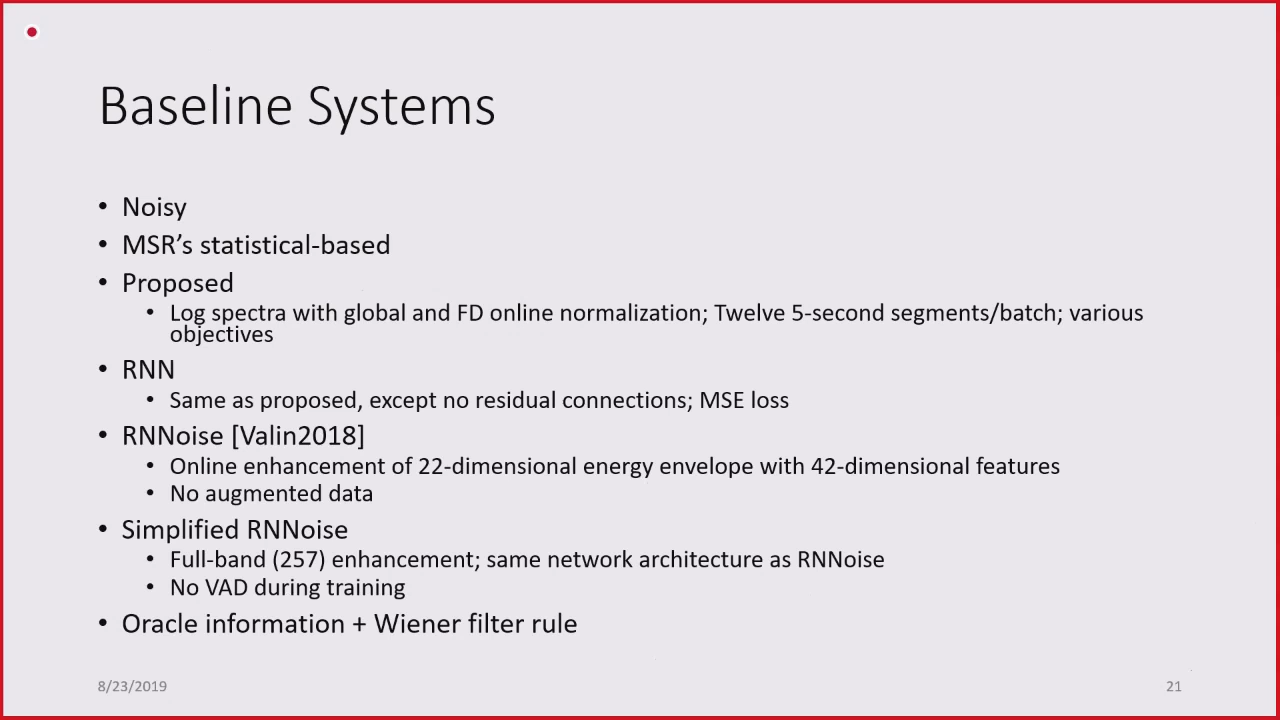 Baseline Systems
• Noisy
• MSR’s statistical-based
• Proposed
• Log spectra with global and FD online normalization; Twelve 5-second segments/batch; various
objectives
• RNN
• Same as proposed, except no residual connections; MSE loss
• RNNoise [Valin2018]
• Online enhancement of 22-dimensional energy envelope with 42-dimensional features
• No augmented data
• Simplified RNNoise
• Full-band (257) enhancement; same network architecture as RNNoise
• No VAD during training
• Oracle information + Wiener filter rule
8/23/2019
21